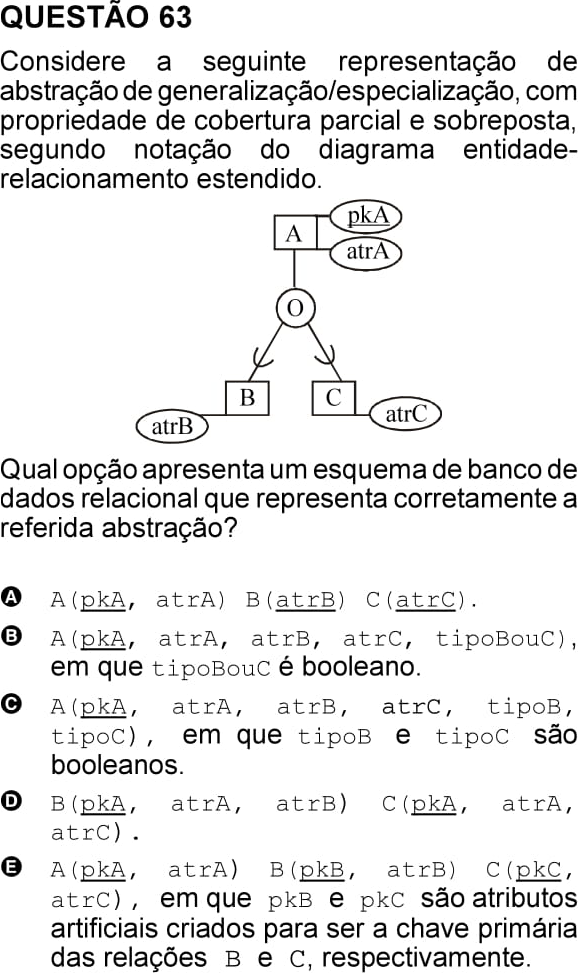 QUESTÃO 63
Considere a seguinte representação de
abstração de generalização/especialização, com
propriedade de cobertura parcial e sobreposta,
segundo notação do diagrama entidade-
relacionamento estendido.
pkA
A
atrA
O
B
C
atrB
atrC
Qual opção apresenta um esquema de banco de
dados relacional que representa corretamente a
referida abstração?
A A(pkA, atrA) B(atrB) C(atrC).
B A(pkA, atrA, atrB, atrC, tipoBouC),
em que tipoBouC é booleano.
C A(pkA, atrA, atrB, atrC, tipoB,
tipoC), em que tipoB e tipoC são
booleanos.
D B(pkA, atrA, atrB) C(pkA, atrA,
atrC).
E A(pkA, atrA) B(pkB, atrB) C(pkC,
atrC), em que pkB e pkC são atributos
artificiais criados para ser a chave primária
das relações B e C, respectivamente.